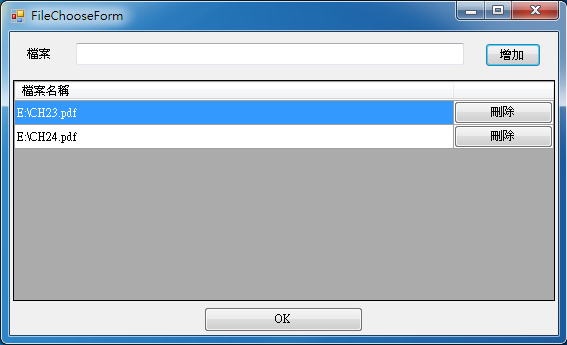 FileChooseForm
檔案 增加
檔案名稱
E:\CH23.pdf 刪除
E:\CH24.pdf 刪除
OK